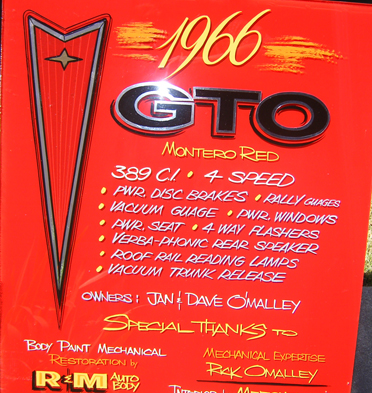 1966
GTO
MONTERO RED
389 C.I. • 4 SPEED
• PWR. DISC BRAKES • RALLY GUAGES
• VACUUM GUAGE • PWR. WINDOWS
• PWR. SEAT • 4 WAY FLASHERS
• VERBA-PHONIC REAR SPEAKER
• ROOF RAIL READING LAMPS
• VACUUM TRUNK RELEASE
OWNERS: JAN & DAVE O'MALLEY
SPECIAL THANKS TO
BODY PAINT MECHANICAL
RESTORATION BY
R&M AUTO BODY
MECHANICAL EXPERTISE
RICK OMALLEY